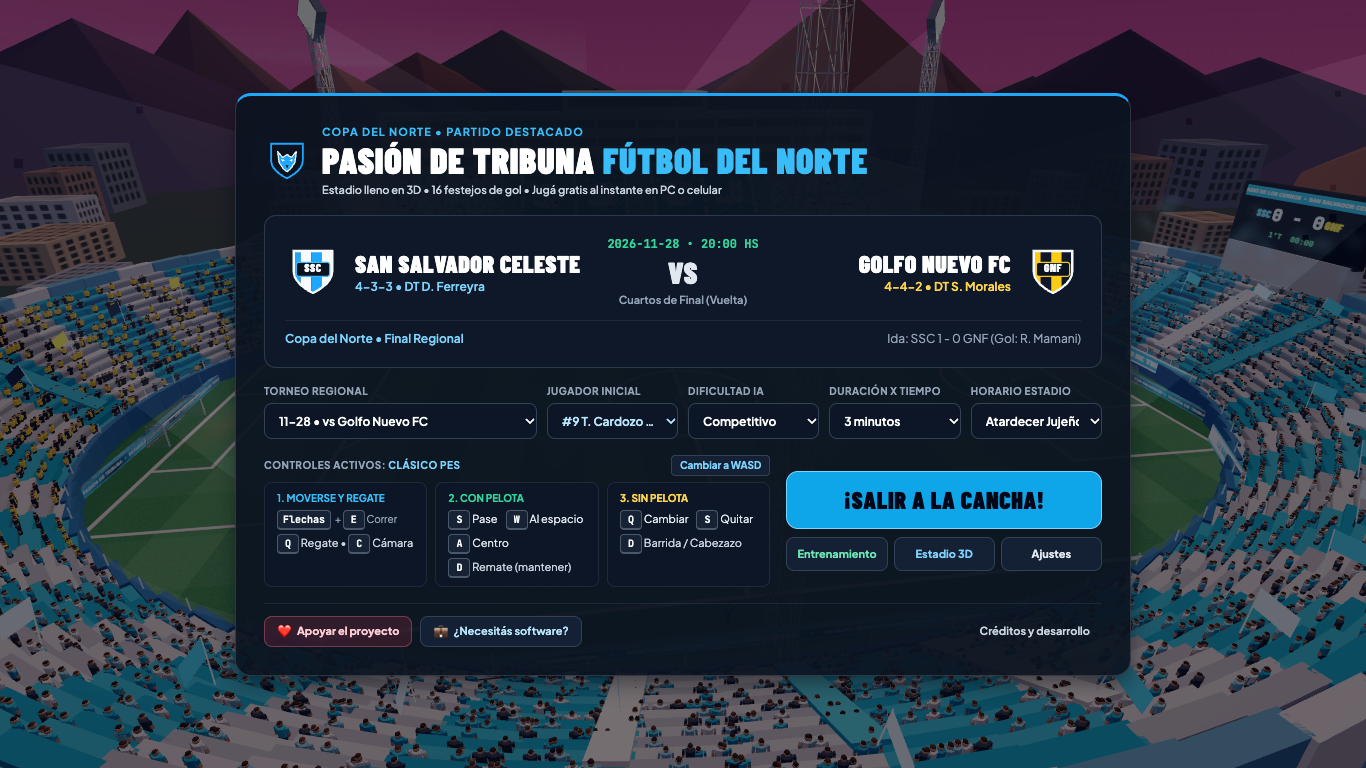 COPA DEL NORTE • PARTIDO DESTACADO
PASIÓN DE TRIBUNA FÚTBOL DEL NORTE
Estadio lleno en 3D • 16 festejos de gol • Jugá gratis al instante en PC o celular
2026-11-28 • 20:00 HS
SSC
SAN SALVADOR CELESTE
4-3-3 • DT D. Ferreyra
VS
Cuartos de Final (Vuelta)
GOLFO NUEVO FC
4-4-2 • DT S. Morales
GNF
Copa del Norte • Final Regional
Ida: SSC 1 - 0 GNF (Gol: R. Mamani)
SSC 0 - 0 GNF
1°T 00:00
TORNEO REGIONAL
11-28 • vs Golfo Nuevo FC
JUGADOR INICIAL
#9 T. Cardozo ...
DIFICULTAD IA
Competitivo
DURACIÓN X TIEMPO
3 minutos
HORARIO ESTADIO
Atardecer Jujeñc
CONTROLES ACTIVOS: CLÁSICO PES
Cambiar a WASD
1. MOVERSE Y REGATE
Flechas + E Correr
Q Regate • C Cámara
2. CON PELOTA
S Pase W Al espacio
A Centro
D Remate (mantener)
3. SIN PELOTA
Q Cambiar S Quitar
D Barrida / Cabezazo
¡SALIR A LA CANCHA!
Entrenamiento
Estadio 3D
Ajustes
Apoyar el proyecto
¿Necesitás software?
Créditos y desarrollo